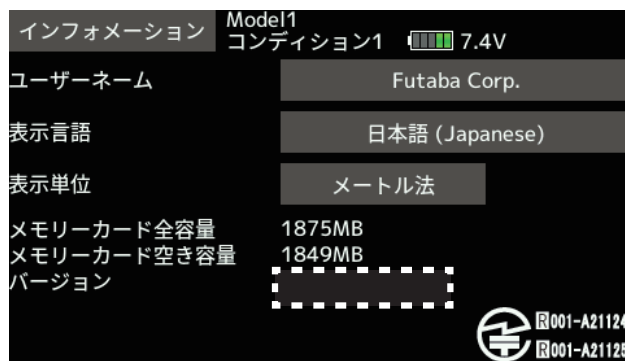 インフォメーション
Model1
コンディション1 7.4V
ユーザーネーム Futaba Corp.
表示言語 日本語 (Japanese)
表示単位 メートル法
メモリーカード全容量 1875MB
メモリーカード空き容量 1849MB
バージョン
R001-A21124
R001-A21125